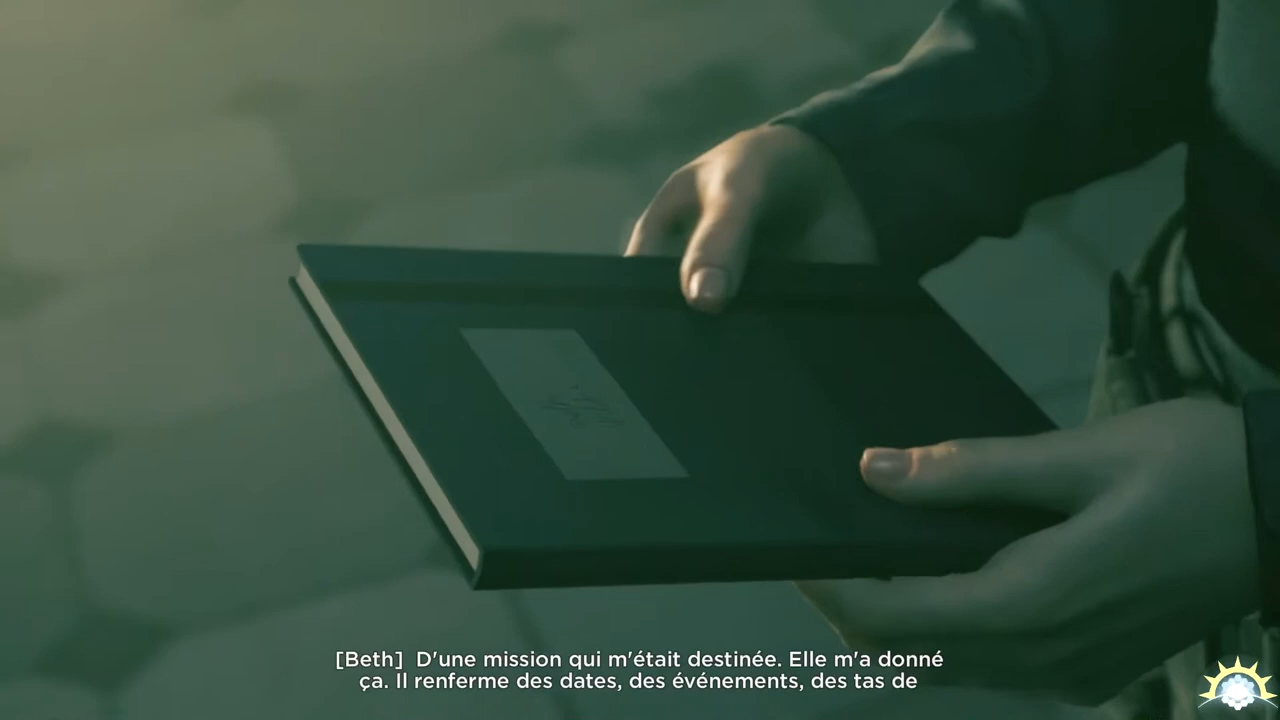 [Beth]  D'une mission qui m'était destinée. Elle m'a donné
ça. Il renferme des dates, des événements, des tas de